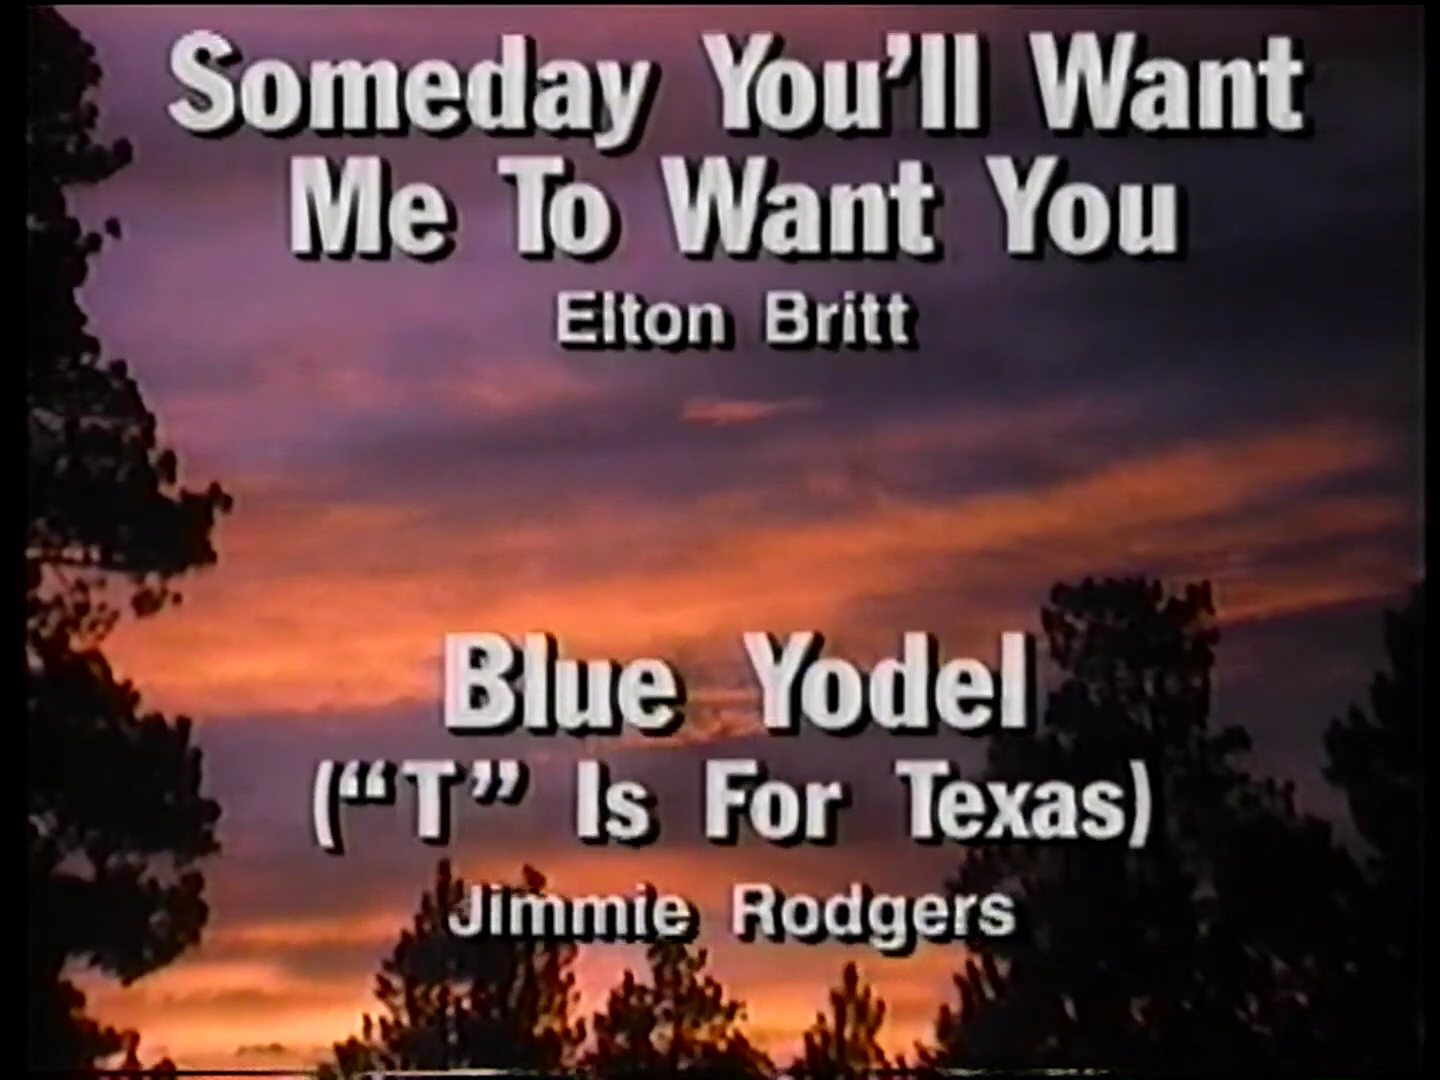 Someday You'll Want
Me To Want You
Elton Britt
Blue Yodel
(“T” Is For Texas)
Jimmie Rodgers